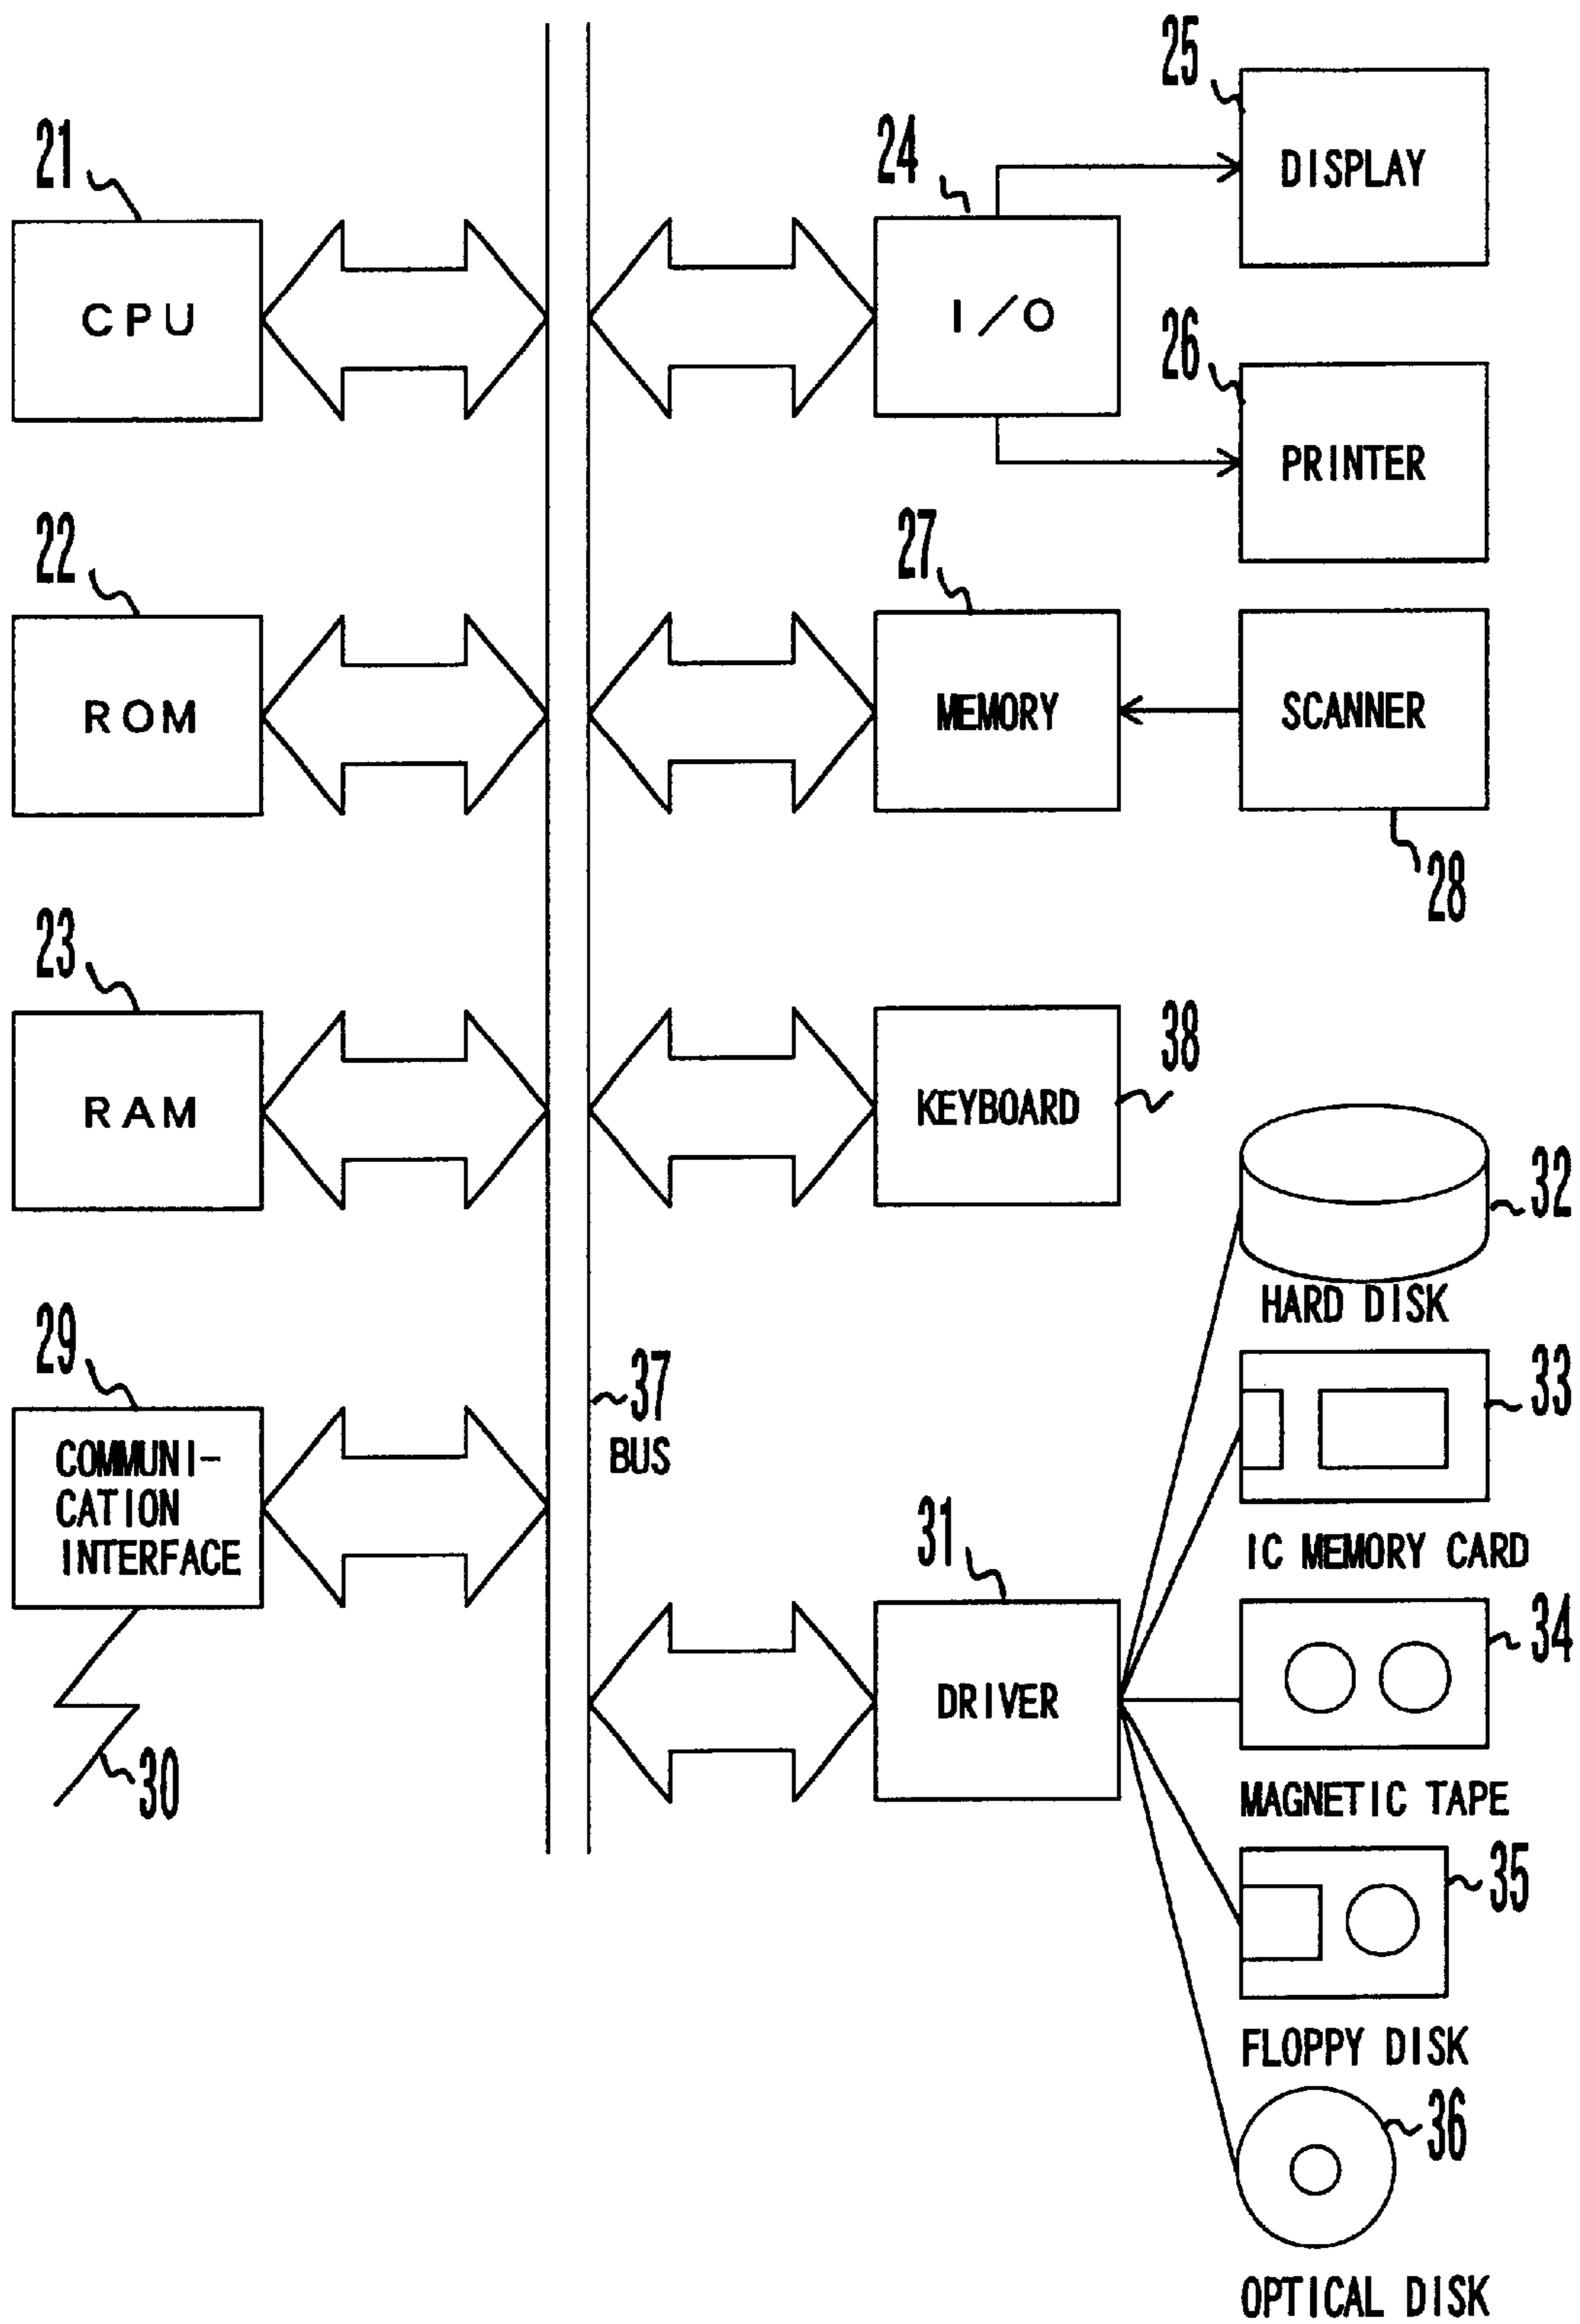 25
DISPLAY
21
24
CPU
I/O
26
PRINTER
22
27
ROM
MEMORY
SCANNER
28
23
38
RAM
KEYBOARD
32
HARD DISK
29
37
BUS
33
COMMUNI-
CATION
INTERFACE
IC MEMORY CARD
31
34
DRIVER
30
MAGNETIC TAPE
35
FLOPPY DISK
36
OPTICAL DISK